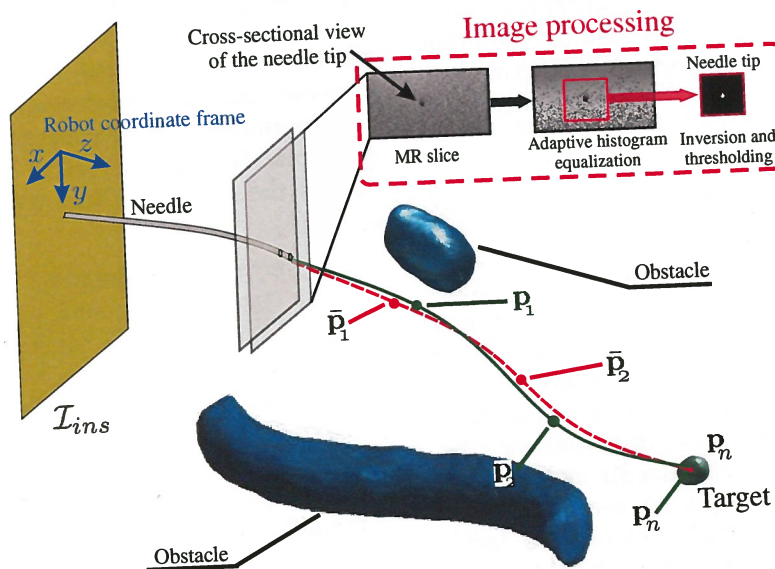 Image processing
Cross-sectional view
of the needle tip
Needle tip
MR slice
Adaptive histogram
equalization
Inversion and
thresholding
Robot coordinate frame
x
z
y
Needle
Obstacle
p₁
p̄₁
p̄₂
I_ins
pₙ
Target
pₙ
Obstacle